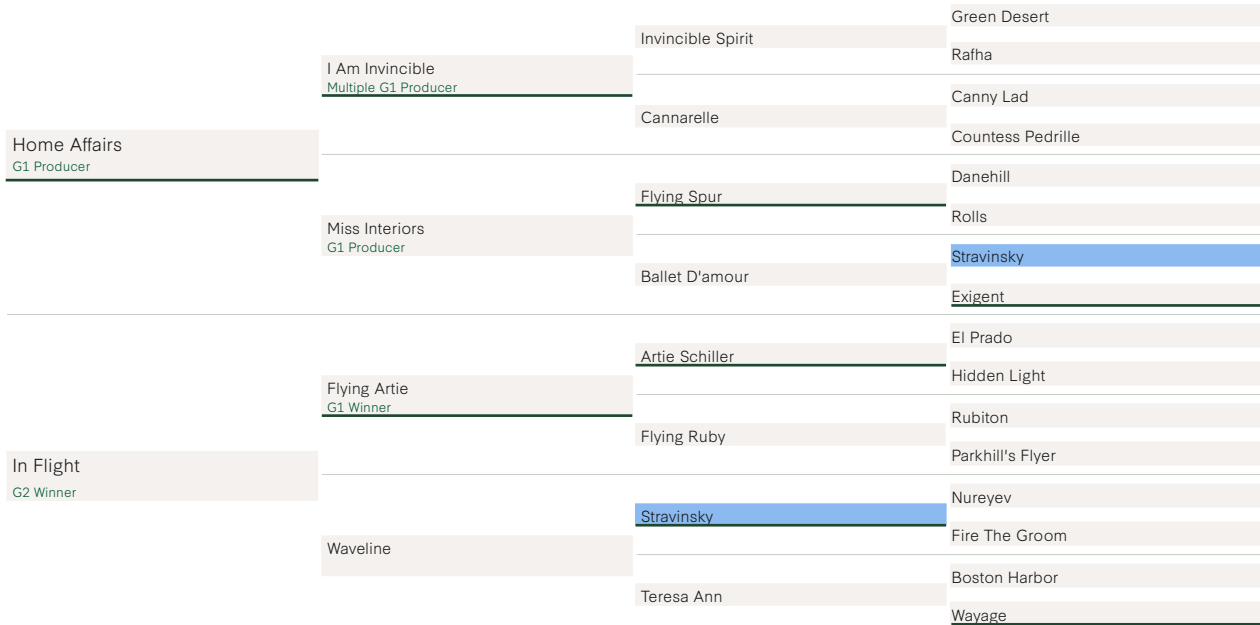 Home Affairs
G1 Producer
In Flight
G2 Winner
I Am Invincible
Multiple G1 Producer
Miss Interiors
G1 Producer
Flying Artie
G1 Winner
Waveline
Invincible Spirit
Cannarelle
Flying Spur
Ballet D'amour
Artie Schiller
Flying Ruby
Stravinsky
Teresa Ann
Green Desert
Rafha
Canny Lad
Countess Pedrille
Danehill
Rolls
Stravinsky
Exigent
El Prado
Hidden Light
Rubiton
Parkhill's Flyer
Nureyev
Fire The Groom
Boston Harbor
Wayage